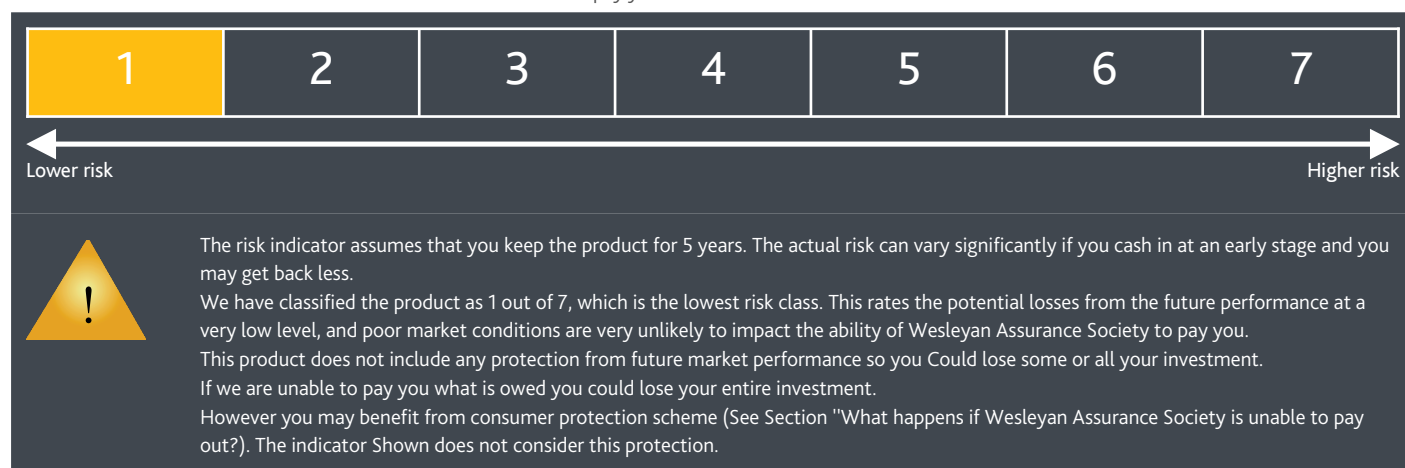 1 2 3 4 5 6 7
Lower risk Higher risk
The risk indicator assumes that you keep the product for 5 years. The actual risk can vary significantly if you cash in at an early stage and you
may get back less.
!
We have classified the product as 1 out of 7, which is the lowest risk class. This rates the potential losses from the future performance at a
very low level, and poor market conditions are very unlikely to impact the ability of Wesleyan Assurance Society to pay you.
This product does not include any protection from future market performance so you Could lose some or all your investment.
If we are unable to pay you what is owed you could lose your entire investment.
However you may benefit from consumer protection scheme (See Section "What happens if Wesleyan Assurance Society is unable to pay
out?). The indicator Shown does not consider this protection.